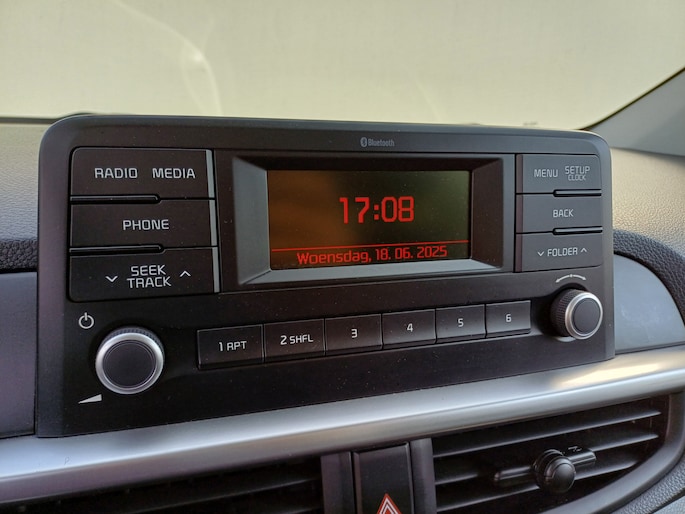 Bluetooth
RADIO MEDIA
PHONE
SEEK
TRACK
17:08
Woensdag, 18. 06. 2025
MENU SETUP
CLOCK
BACK
FOLDER
1 RPT 2 SHFL 3 4 5 6